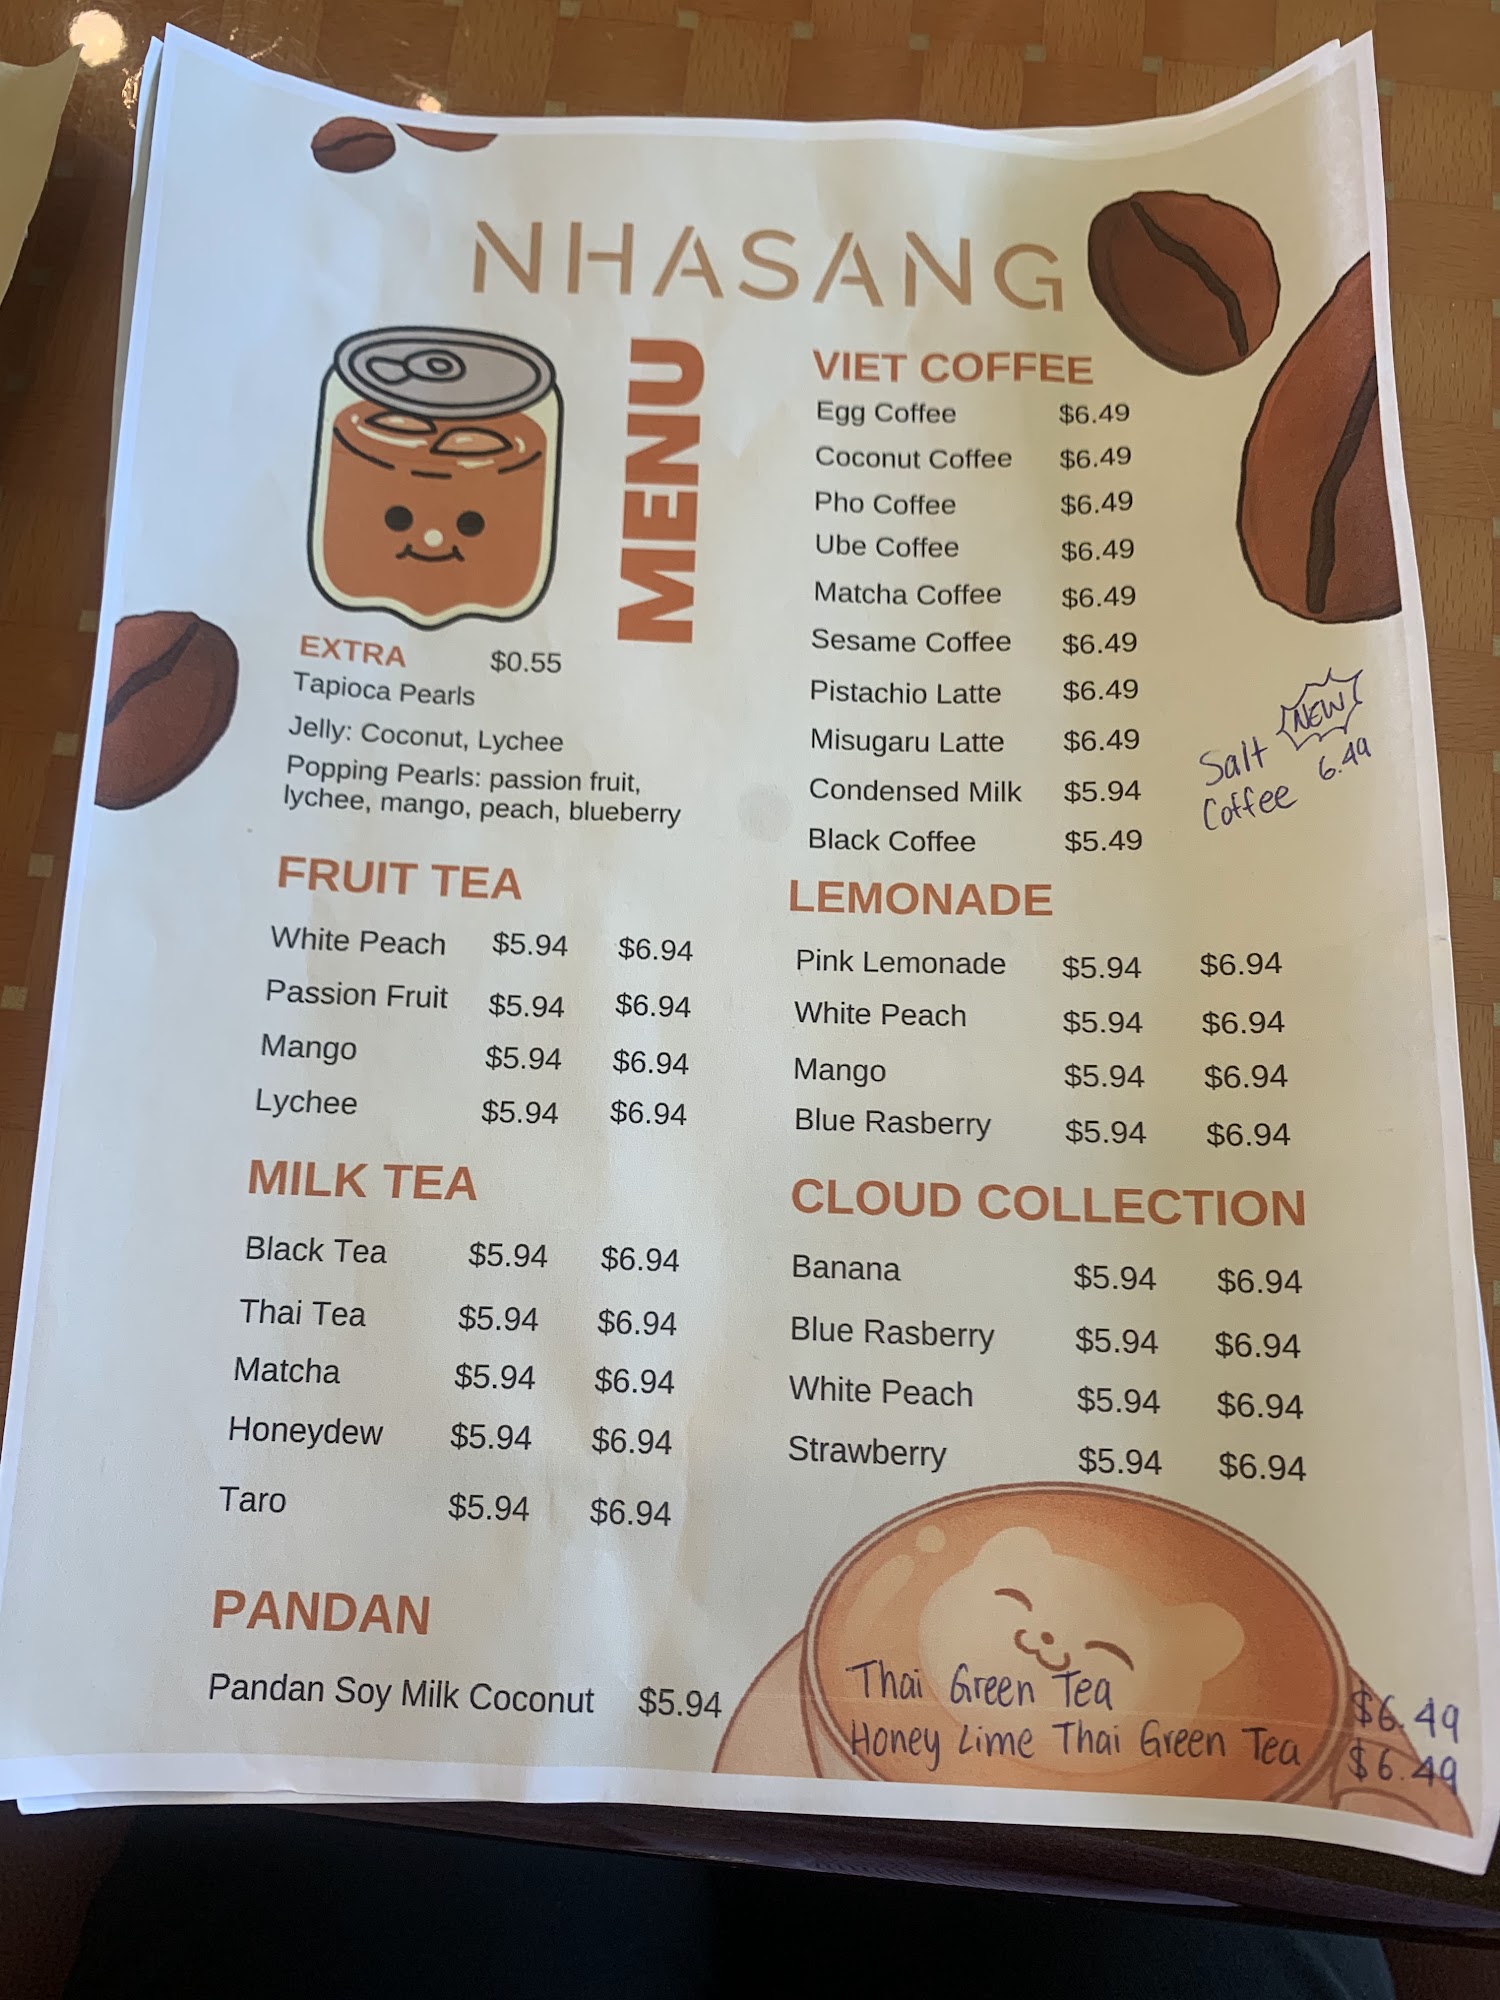 NHASANG
MENU
EXTRA $0.55
Tapioca Pearls
Jelly: Coconut, Lychee
Popping Pearls: passion fruit,
lychee, mango, peach, blueberry
VIET COFFEE
Egg Coffee $6.49
Coconut Coffee $6.49
Pho Coffee $6.49
Ube Coffee $6.49
Matcha Coffee $6.49
Sesame Coffee $6.49
Pistachio Latte $6.49
Misugaru Latte $6.49
Condensed Milk $5.94
Black Coffee $5.49
NEW
Salt
Coffee 6.49
FRUIT TEA
White Peach $5.94 $6.94
Passion Fruit $5.94 $6.94
Mango $5.94 $6.94
Lychee $5.94 $6.94
LEMONADE
Pink Lemonade $5.94 $6.94
White Peach $5.94 $6.94
Mango $5.94 $6.94
Blue Rasberry $5.94 $6.94
MILK TEA
Black Tea $5.94 $6.94
Thai Tea $5.94 $6.94
Matcha $5.94 $6.94
Honeydew $5.94 $6.94
Taro $5.94 $6.94
CLOUD COLLECTION
Banana $5.94 $6.94
Blue Rasberry $5.94 $6.94
White Peach $5.94 $6.94
Strawberry $5.94 $6.94
PANDAN
Pandan Soy Milk Coconut $5.94
Thai Green Tea $6.49
Honey Lime Thai Green Tea $6.49